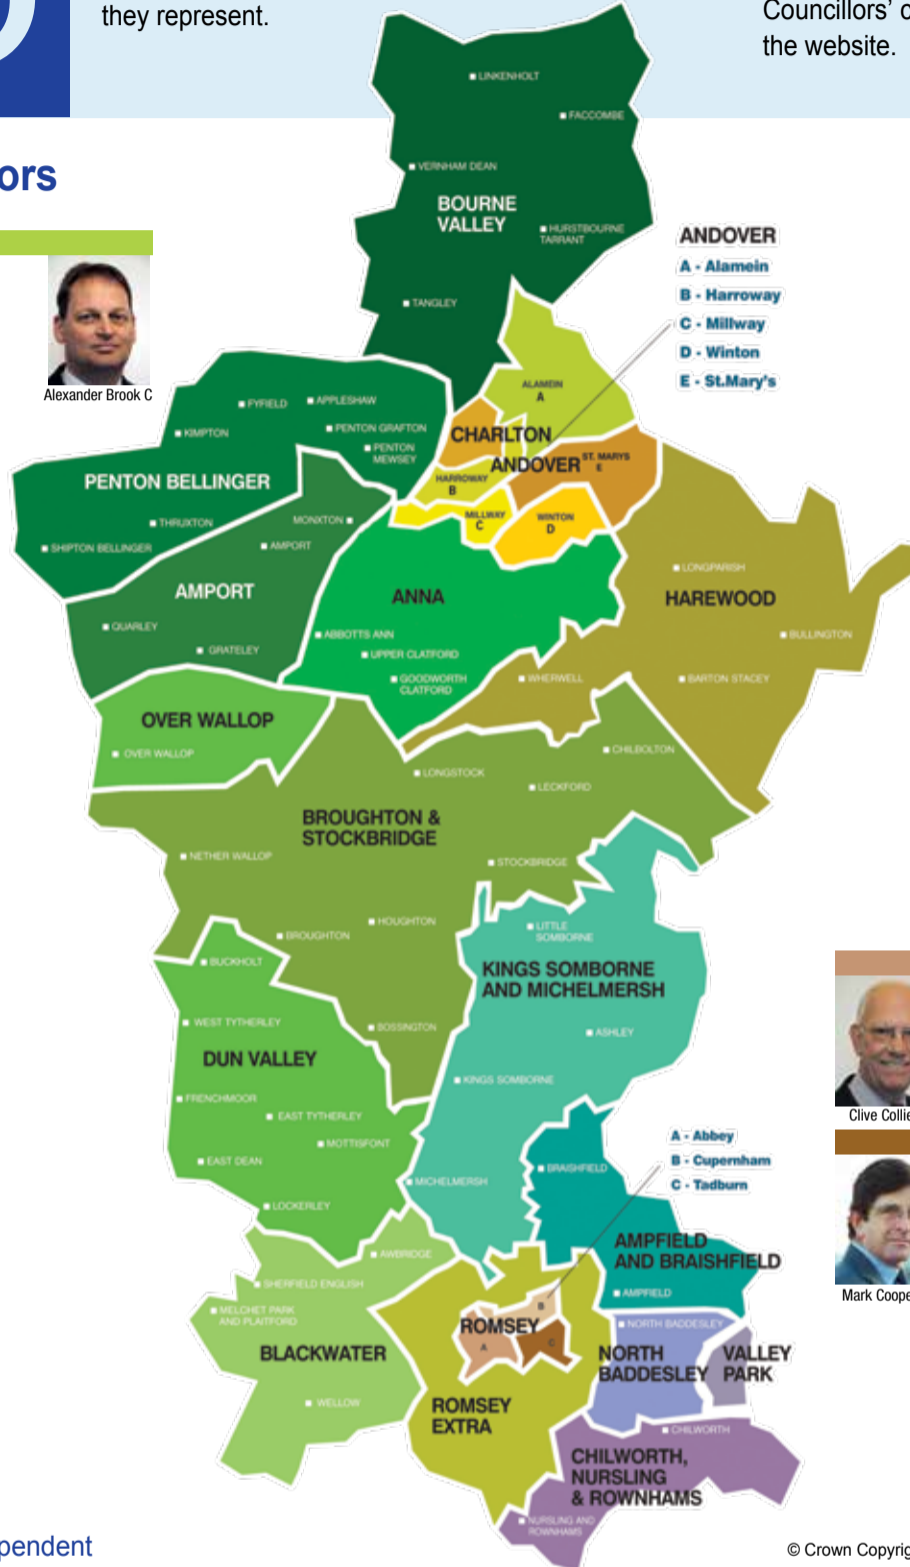 they represent.
Councillors'
the website.
ors
Alexander Brook C
LINKENHOLT
FACCOMBE
VERNHAM DEAN
BOURNE
VALLEY
HURSTBOURNE
TARRANT
TANGLEY
ANDOVER
A - Alamein
B - Harroway
C - Millway
D - Winton
E - St.Mary's
ALAMEIN
A
FYFIELD
APPLESHAW
KIMPTON
PENTON GRAFTON
PENTON
MEWSEY
CHARLTON
ANDOVER
ST. MARYS
E
HARROWAY
B
PENTON BELLINGER
MILLWAY
C
WINTON
D
THRUXTON
MONXTON
SHIPTON BELLINGER
AMPORT
AMPORT
ANNA
LONGPARISH
HAREWOOD
QUARLEY
GRATELEY
ABBOTTS ANN
UPPER CLATFORD
GOODWORTH
CLATFORD
WHERWELL
BULLINGTON
BARTON STACEY
OVER WALLOP
OVER WALLOP
LONGSTOCK
LECKFORD
CHILBOLTON
BROUGHTON &
STOCKBRIDGE
NETHER WALLOP
STOCKBRIDGE
HOUGHTON
BROUGHTON
LITTLE
SOMBORNE
BUCKHOLT
KINGS SOMBORNE
AND MICHELMERSH
WEST TYTHERLEY
BOSSINGTON
ASHLEY
DUN VALLEY
KINGS SOMBORNE
FRENCHMOOR
EAST TYTHERLEY
MOTTISFONT
EAST DEAN
MICHELMERSH
LOCKERLEY
Clive Collie
A - Abbey
B - Cupernham
C - Tadburn
BRAISHFIELD
AMPFIELD
AND BRAISHFIELD
AMPFIELD
Mark Coope
AWBRIDGE
SHERFIELD ENGLISH
MELCHET PARK
AND PLAITFORD
BLACKWATER
WELLOW
B
ROMSEY
A
C
ROMSEY
EXTRA
NORTH BADDESLEY
NORTH
BADDESLEY
VALLEY
PARK
CHILWORTH
CHILWORTH,
NURSLING
& ROWNHAMS
NURSLING AND
ROWNHAMS
pendent
© Crown Copyrig